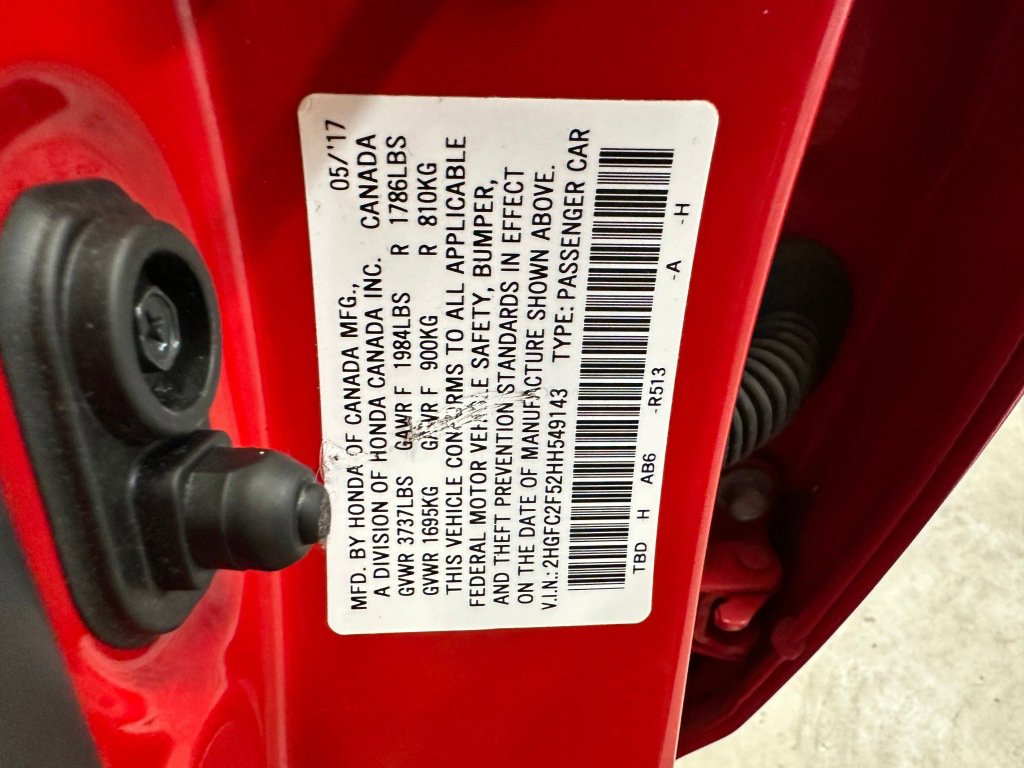 05/'17
MFD. BY HONDA OF CANADA MFG.,
A DIVISION OF HONDA CANADA INC. CANADA
GVWR 3737LBS GAWR F 1984LBS R 1786LBS
GVWR 1695KG GAWR F 900KG R 810KG
THIS VEHICLE CONFORMS TO ALL APPLICABLE
FEDERAL MOTOR VEHICLE SAFETY, BUMPER,
AND THEFT PREVENTION STANDARDS IN EFFECT
ON THE DATE OF MANUFACTURE SHOWN ABOVE.
V.I.N.: 2HGFC2F52HH549143 TYPE: PASSENGER CAR
TBD H AB6 -R513 -A -H